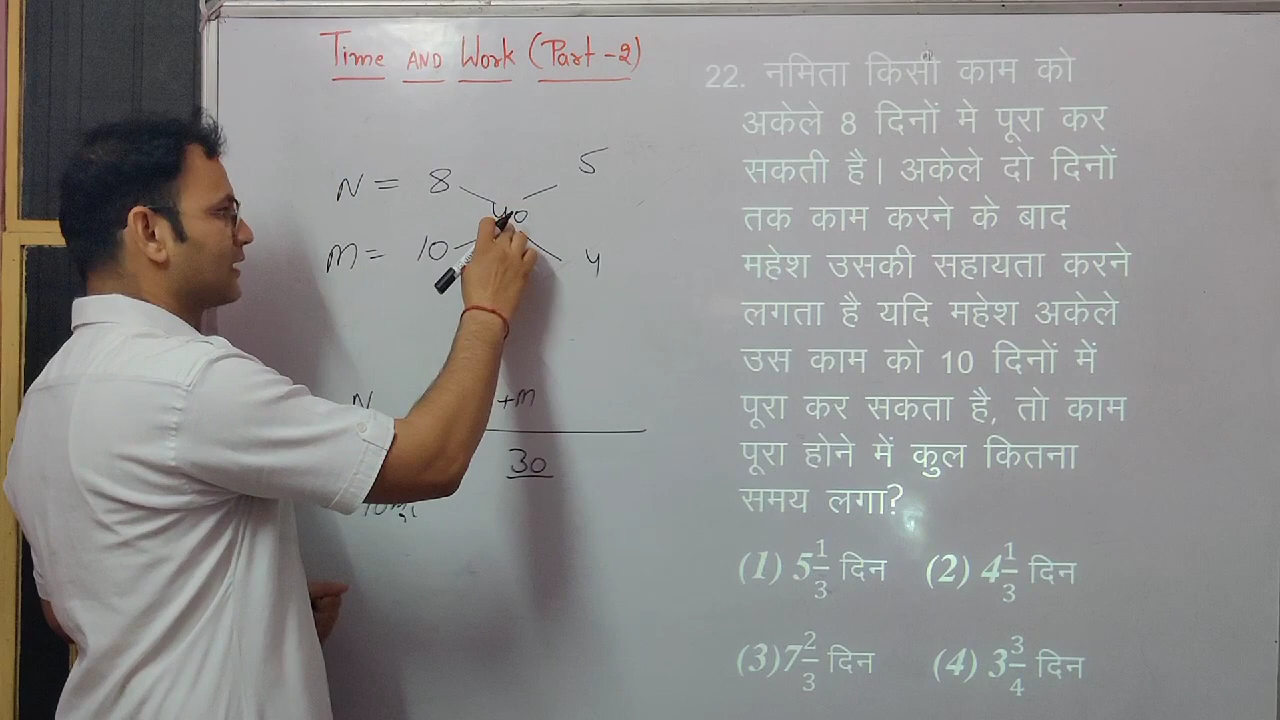 Time AND Work (Part-2)
N = 8 5
40
M = 10 4
N +M
30
22. नमिता किसी काम को
अकेले 8 दिनों मे पूरा कर
सकती है। अकेले दो दिनों
तक काम करने के बाद
महेश उसकी सहायता करने
लगता है यदि महेश अकेले
उस काम को 10 दिनों में
पूरा कर सकता है, तो काम
पूरा होने में कुल कितना
समय लगा?
(1) 5 1/3 दिन (2) 4 1/3 दिन
(3) 7 2/3 दिन (4) 3 3/4 दिन